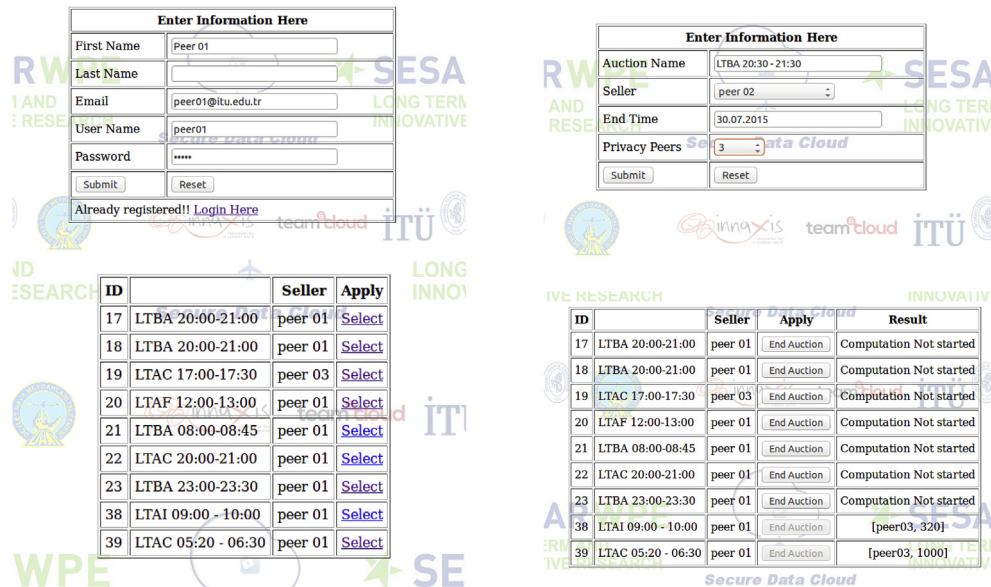 Enter Information Here
First Name Peer 01
Last Name
Email peer01@itu.edu.tr
User Name peer01
Password •••••
Submit Reset
Already registered!! Login Here
Enter Information Here
Auction Name LTBA 20:30 - 21:30
Seller peer 02
End Time 30.07.2015
Privacy Peers 3
Submit Reset
ID Seller Apply
17 LTBA 20:00-21:00 peer 01 Select
18 LTBA 20:00-21:00 peer 01 Select
19 LTAC 17:00-17:30 peer 03 Select
20 LTAF 12:00-13:00 peer 01 Select
21 LTBA 08:00-08:45 peer 01 Select
22 LTAC 20:00-21:00 peer 01 Select
23 LTBA 23:00-23:30 peer 01 Select
38 LTAI 09:00 - 10:00 peer 01 Select
39 LTAC 05:20 - 06:30 peer 01 Select
ID Seller Apply Result
17 LTBA 20:00-21:00 peer 01 End Auction Computation Not started
18 LTBA 20:00-21:00 peer 01 End Auction Computation Not started
19 LTAC 17:00-17:30 peer 03 End Auction Computation Not started
20 LTAF 12:00-13:00 peer 01 End Auction Computation Not started
21 LTBA 08:00-08:45 peer 01 End Auction Computation Not started
22 LTAC 20:00-21:00 peer 01 End Auction Computation Not started
23 LTBA 23:00-23:30 peer 01 End Auction Computation Not started
38 LTAI 09:00 - 10:00 peer 01 End Auction [peer03, 320]
39 LTAC 05:20 - 06:30 peer 01 End Auction [peer03, 1000]
Secure Data Cloud